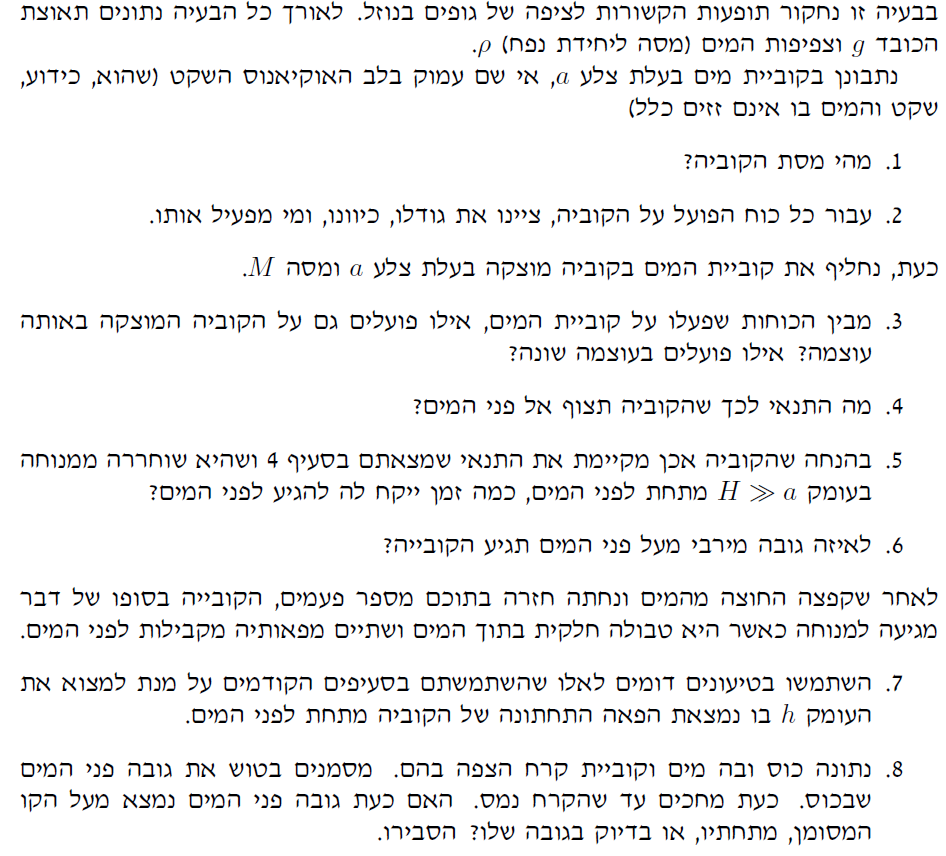 בבעיה זו נחקור תופעות הקשורות לציפה של גופים בנוזל. לאורך כל הבעיה נתונים תאוצת
הכובד g וצפיפות המים (מסה ליחידת נפח) ρ.
נתבונן בקוביית מים בעלת צלע a, אי שם עמוק בלב האוקיאנוס השקט (שהוא, כידוע,
שקט והמים בו אינם זזים כלל)
1. מהי מסת הקוביה?
2. עבור כל כוח הפועל על הקוביה, ציינו את גודלו, כיוונו, ומי מפעיל אותו.
כעת, נחליף את קוביית המים בקוביה מוצקה בעלת צלע a ומסה M.
3. מבין הכוחות שפעלו על קוביית המים, אילו פועלים גם על הקוביה המוצקה באותה
עוצמה? אילו פועלים בעוצמה שונה?
4. מה התנאי לכך שהקוביה תצוף אל פני המים?
5. בהנחה שהקוביה אכן מקיימת את התנאי שמצאתם בסעיף 4 ושהיא שוחררה ממנוחה
בעומק H ≫ a מתחת לפני המים, כמה זמן ייקח לה להגיע לפני המים?
6. לאיזה גובה מירבי מעל פני המים תגיע הקובייה?
לאחר שקפצה החוצה מהמים ונחתה חזרה בתוכם מספר פעמים, הקובייה בסופו של דבר
מגיעה למנוחה כאשר היא טבולה חלקית בתוך המים ושתיים מפאותיה מקבילות לפני המים.
7. השתמשו בטיעונים דומים לאלו שהשתמשתם בסעיפים הקודמים על מנת למצוא את
העומק h בו נמצאת הפאה התחתונה של הקוביה מתחת לפני המים.
8. נתונה כוס ובה מים וקוביית קרח הצפה בהם. מסמנים בטוש את גובה פני המים
שבכוס. כעת מחכים עד שהקרח נמס. האם כעת גובה פני המים נמצא מעל הקו
המסומן, מתחתיו, או בדיוק בגובה שלו? הסבירו.